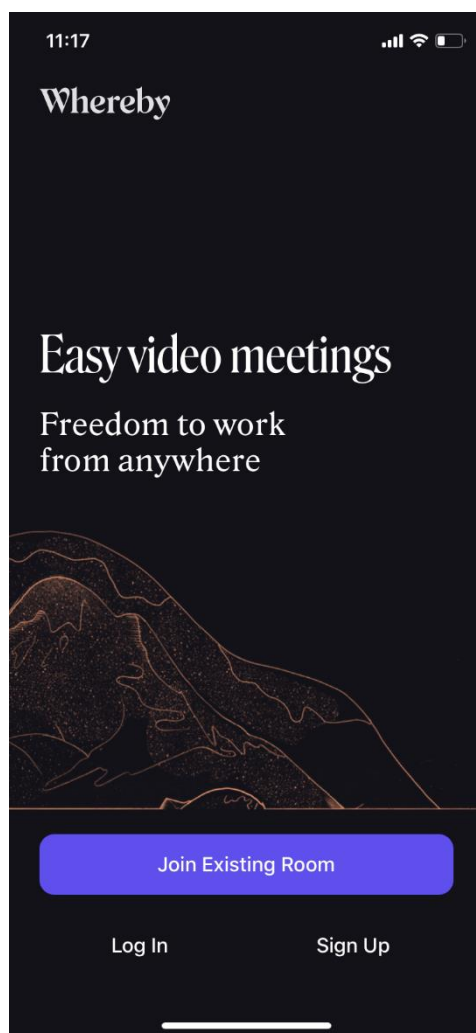 11:17
Whereby
Easy video meetings
Freedom to work
from anywhere
Join Existing Room
Log In
Sign Up